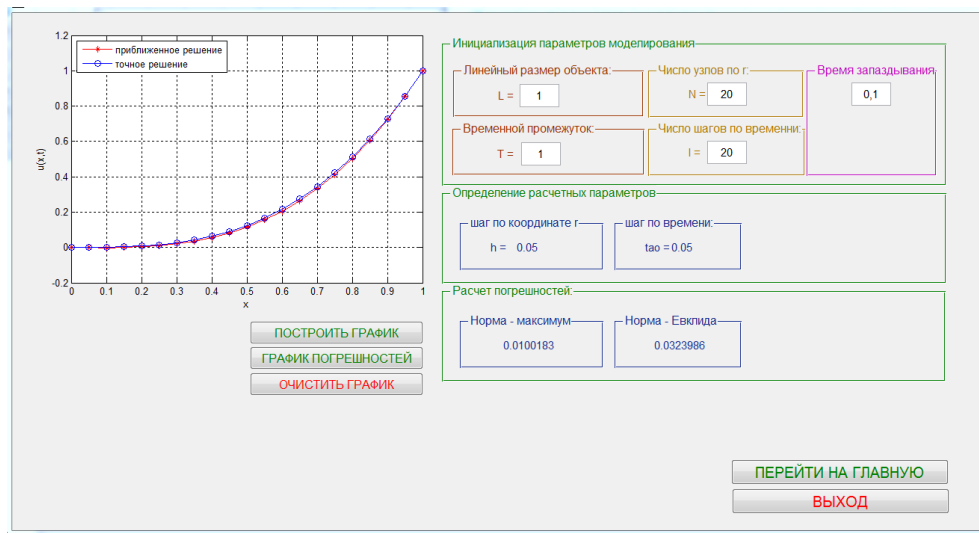 u(x,t)
1.2
1
0.8
0.6
0.4
0.2
0
-0.2
приближенное решение
точное решение
0 0.1 0.2 0.3 0.4 0.5 0.6 0.7 0.8 0.9 1
x
ПОСТРОИТЬ ГРАФИК
ГРАФИК ПОГРЕШНОСТЕЙ
ОЧИСТИТЬ ГРАФИК
Инициализация параметров моделирования
Линейный размер объекта:
L = 1
Число узлов по r:
N = 20
Время запаздывания
0,1
Временной промежуток:
T = 1
Число шагов по временни:
I = 20
Определение расчетных параметров
шаг по координате r
h = 0.05
шаг по времени:
tao = 0.05
Расчет погрешностей:
Норма - максимум
0.0100183
Норма - Евклида
0.0323986
ПЕРЕЙТИ НА ГЛАВНУЮ
ВЫХОД